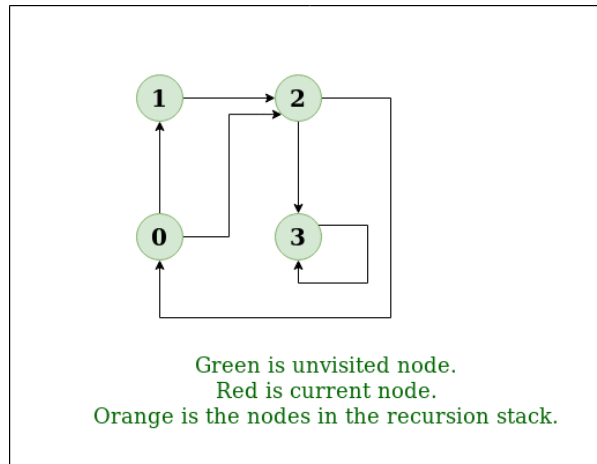 1 2
0 3
Green is unvisited node.
Red is current node.
Orange is the nodes in the recursion stack.